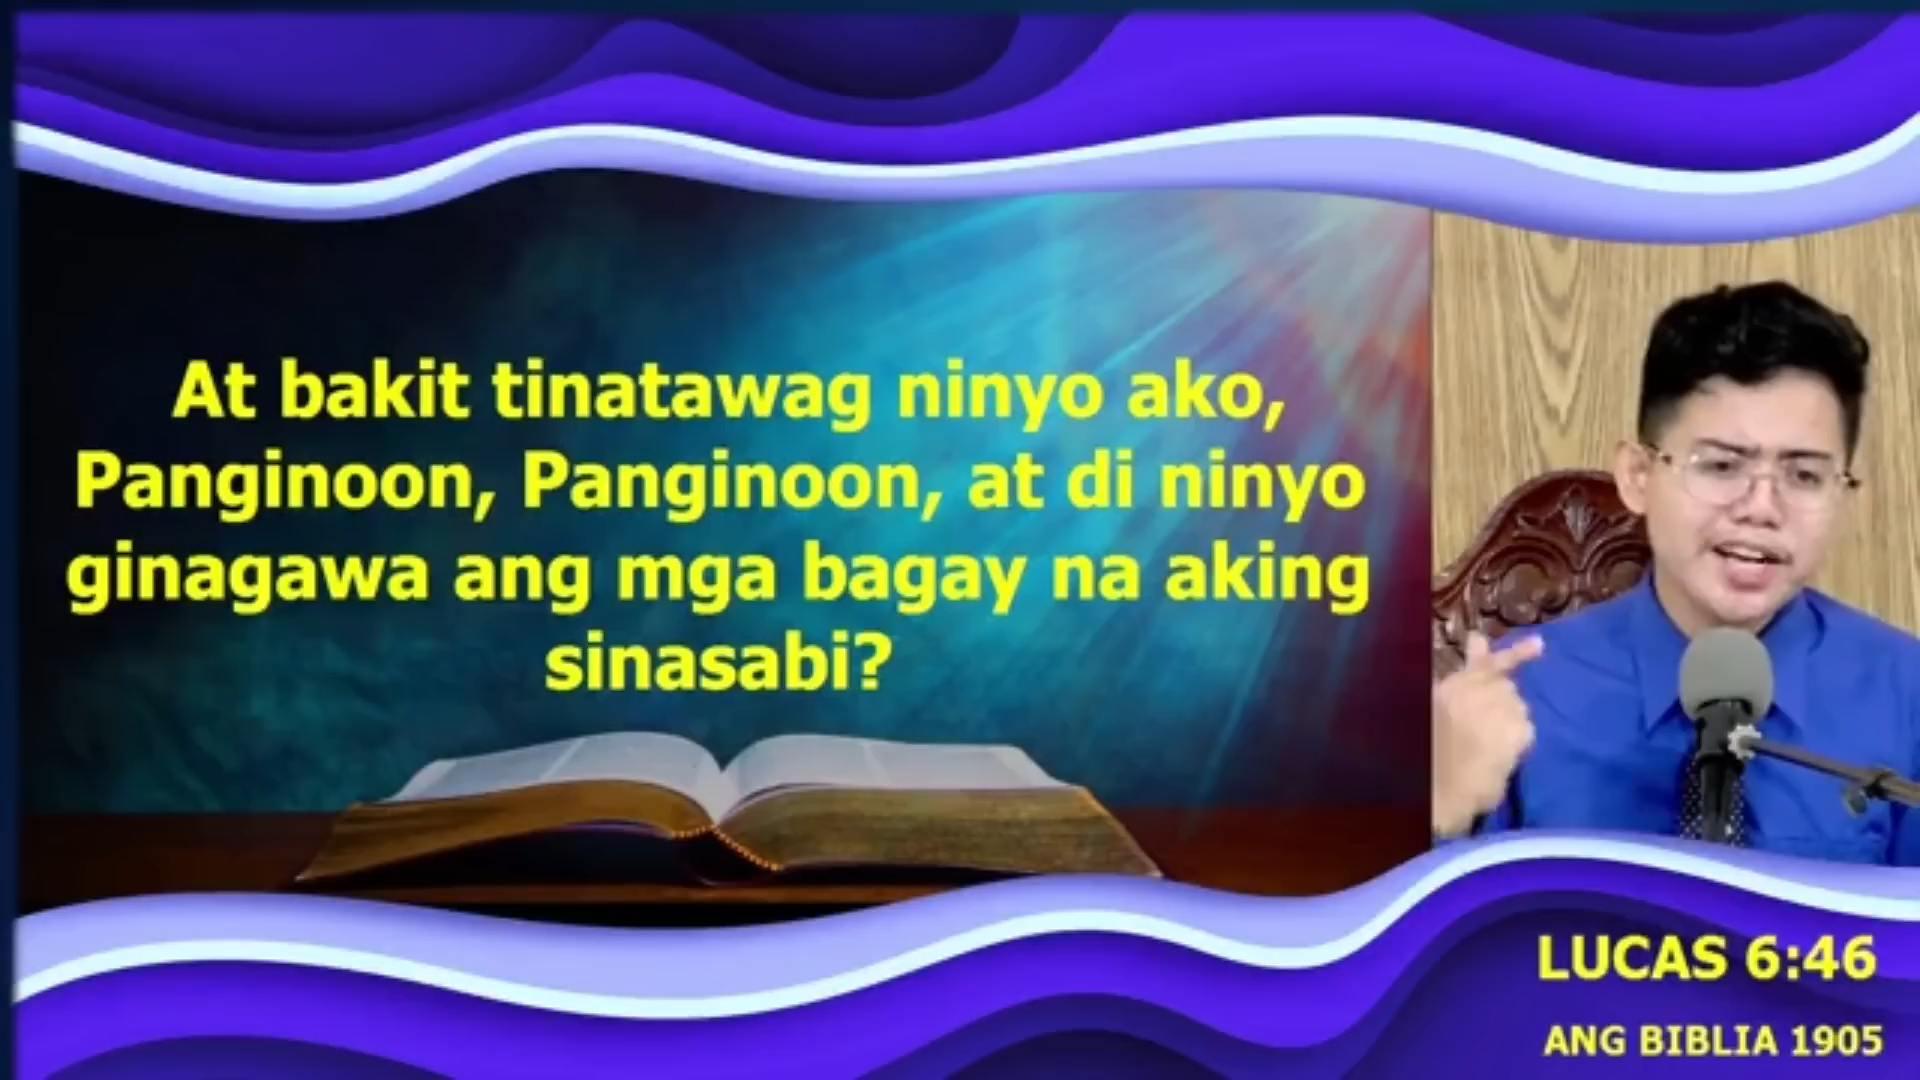 At bakit tinatawag ninyo ako,
Panginoon, Panginoon, at di ninyo
ginagawa ang mga bagay na aking
sinasabi?
LUCAS 6:46
ANG BIBLIA 1905